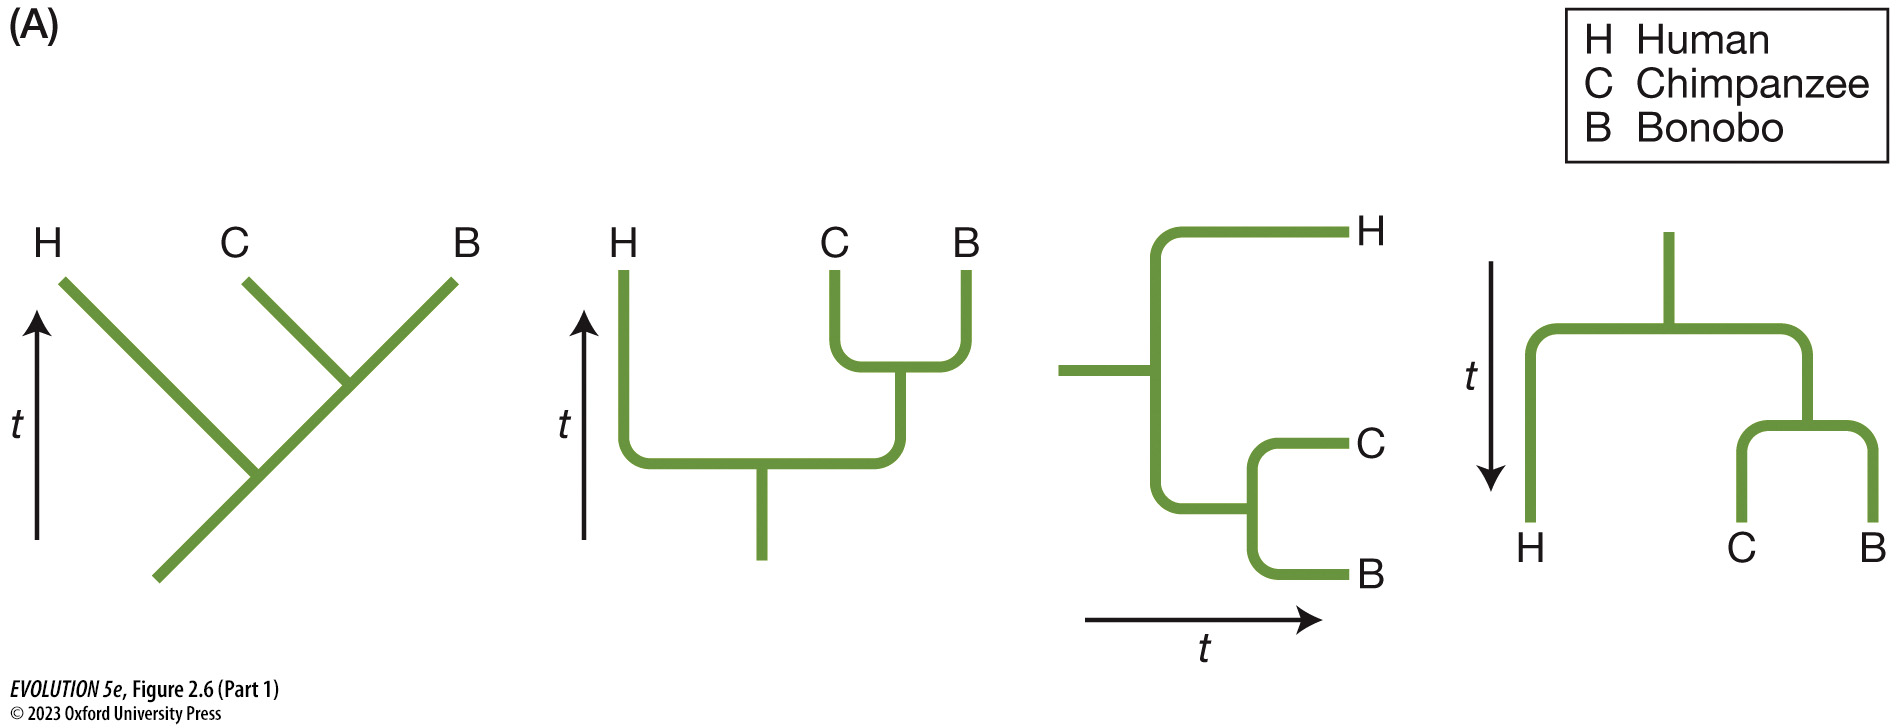 (A)
H Human
C Chimpanzee
B Bonobo
H C B
t
H C B
t
H
C
B
t
t
H C B
EVOLUTION 5e, Figure 2.6 (Part 1)
© 2023 Oxford University Press